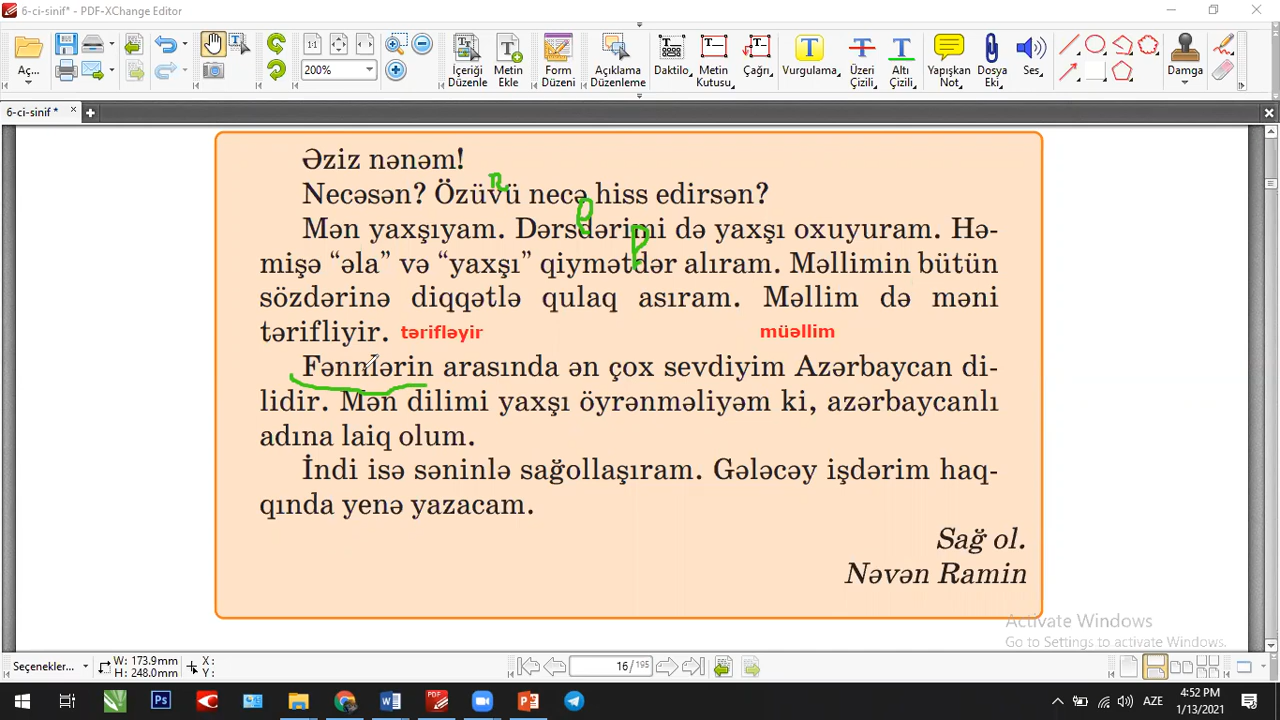 6-ci-sinif* - PDF-XChange Editor
Aç...
1:1
200%
İçeriği Düzenle
Metin Ekle
Form Düzeni
Açıklama Düzenleme
Daktilo
Metin Kutusu
Çağrı
Vurgulama
Üzeri Çizili
Altı Çizili
Yapışkan Not
Dosya Eki
Ses
Damga
6-ci-sinif *
Əziz nənəm!
n
Necəsən? Özüvü necə hiss edirsən?
Mən yaxşıyam. Dərsdərimi də yaxşı oxuyuram. Hə-
mişə “əla” və “yaxşı” qiymətdər alıram. Məllimin bütün
sözdərinə diqqətlə qulaq asıram. Məllim də məni
tərifliyir. tərifləyir müəllim
Fənnlərin arasında ən çox sevdiyim Azərbaycan di-
lidir. Mən dilimi yaxşı öyrənməliyəm ki, azərbaycanlı
adına laiq olum.
İndi isə səninlə sağollaşıram. Gələcəy işdərim haq-
qında yenə yazacam.
Sağ ol.
Nəvən Ramin
Activate Windows
Go to Settings to activate Windows.
Seçenekler...
W: 173.9mm
H: 248.0mm
X:
Y:
16 / 195
AZE
4:52 PM
1/13/2021